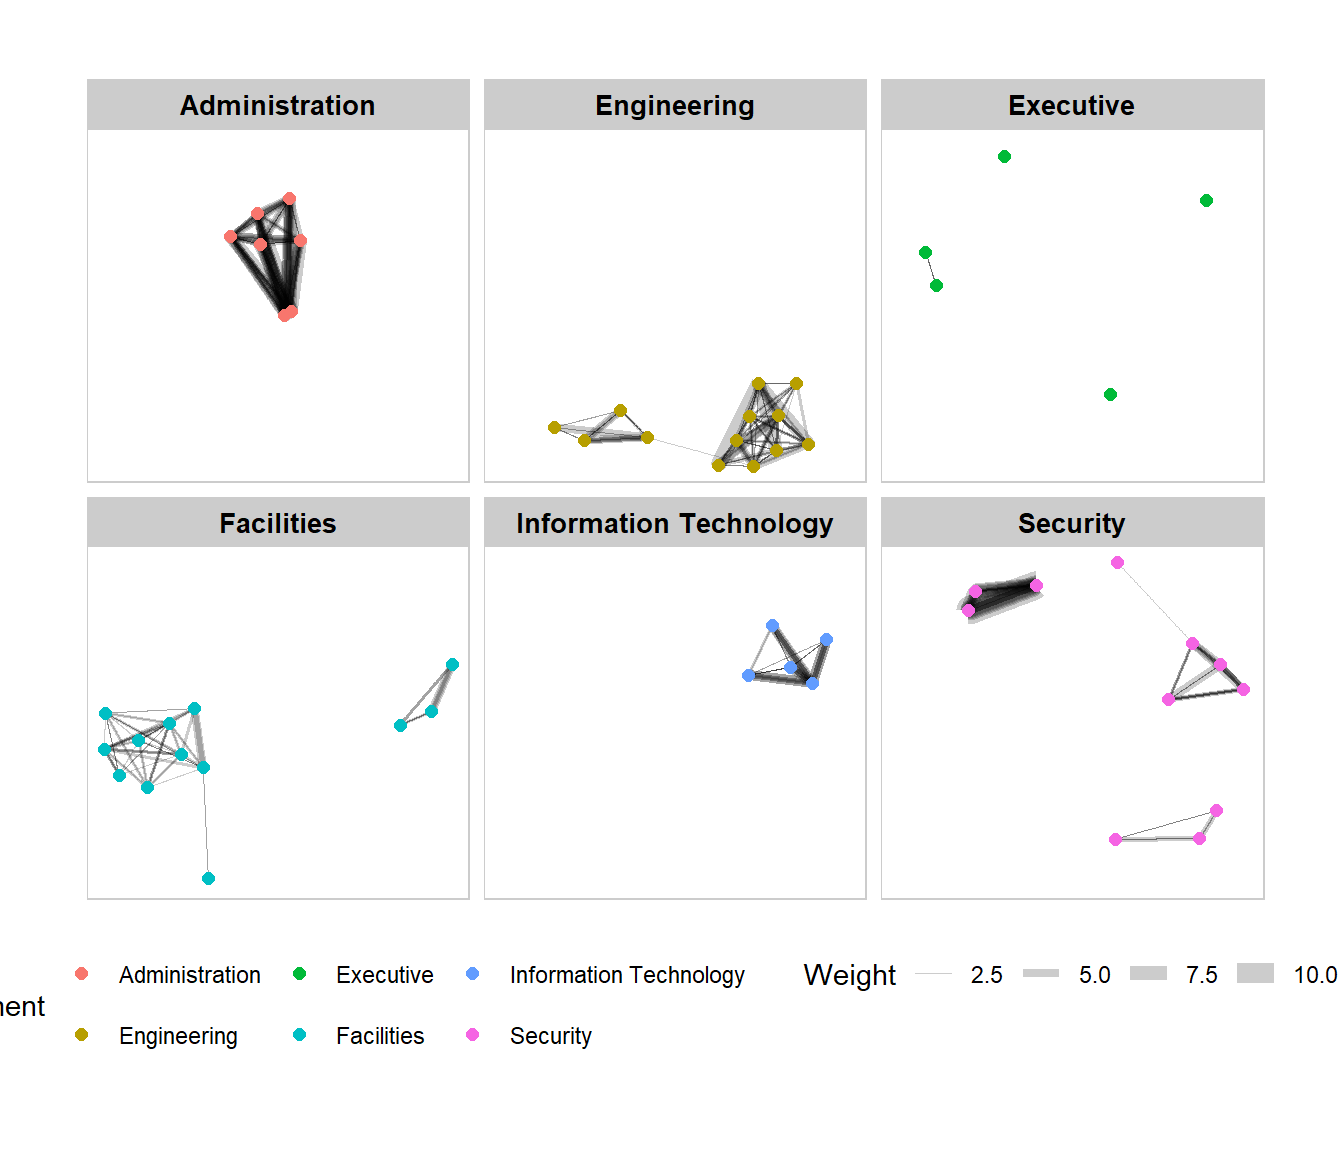 Administration
Engineering
Executive
Facilities
Information Technology
Security
Administration
Executive
Information Technology
Engineering
Facilities
Security
Weight
2.5
5.0
7.5
10.0